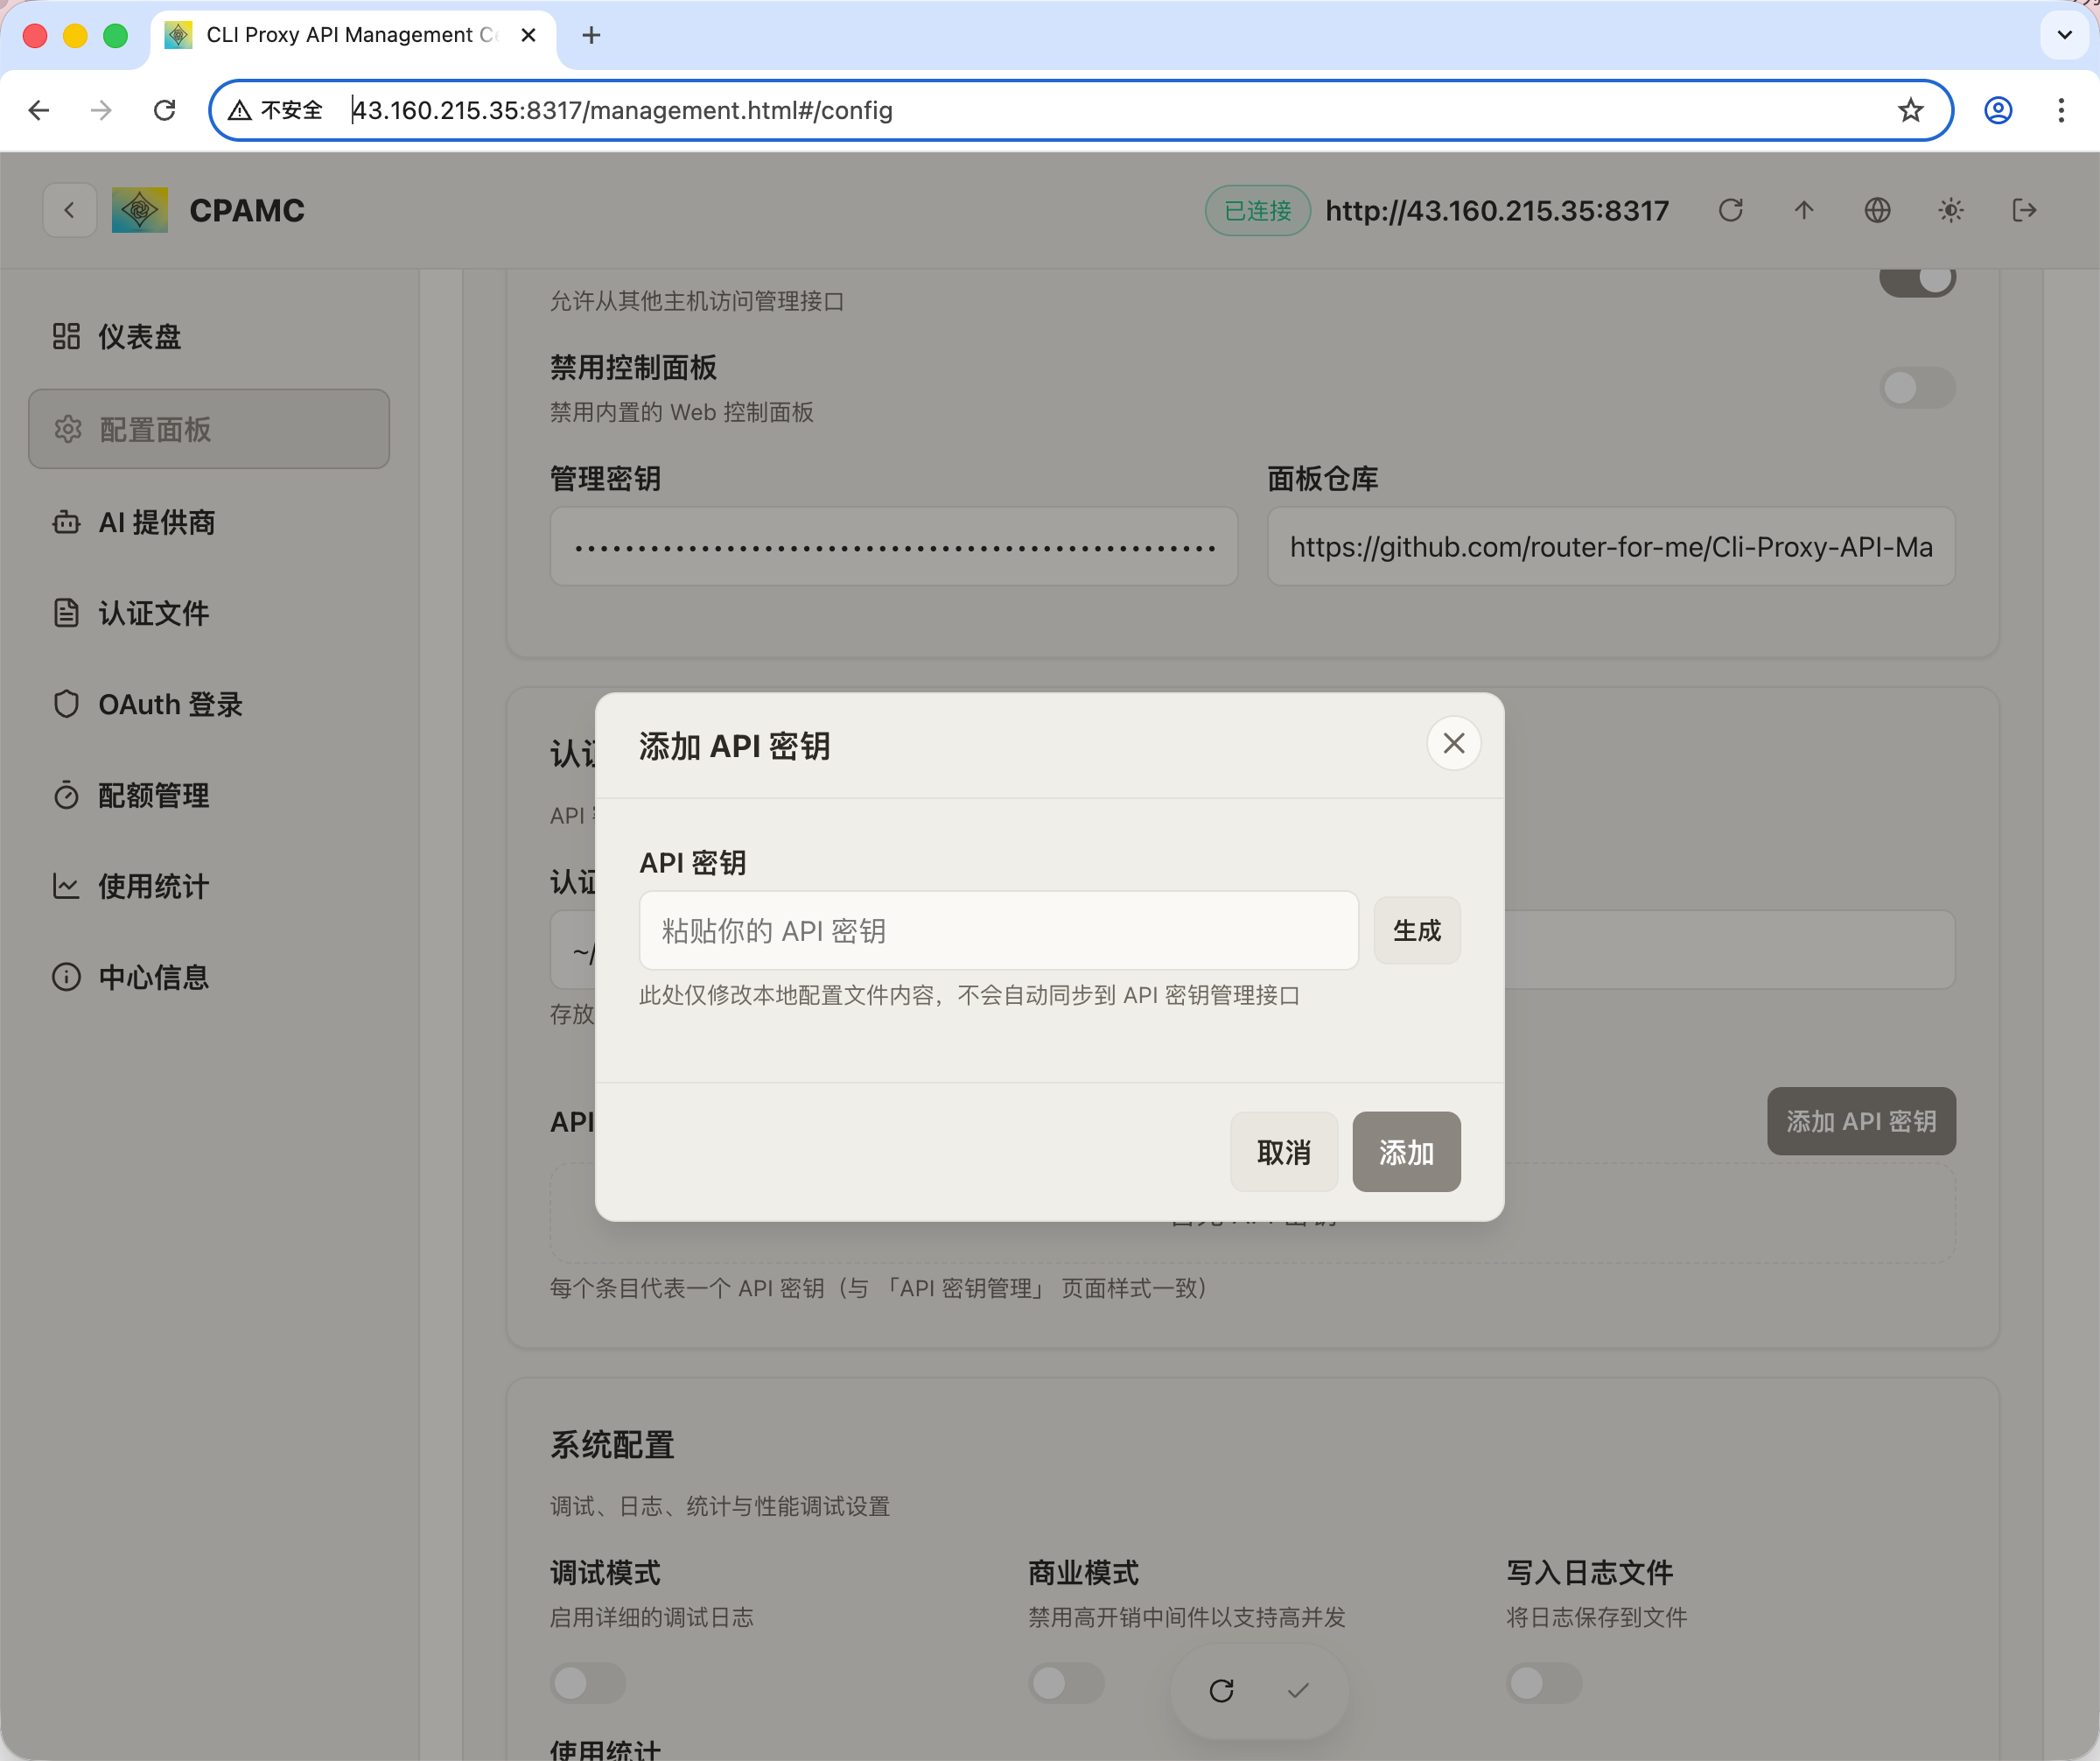 CLI Proxy API Management
不安全
43.160.215.35:8317/management.html#/config
CPAMC
已连接
http://43.160.215.35:8317
仪表盘
配置面板
AI 提供商
认证文件
OAuth 登录
配额管理
使用统计
中心信息
允许从其他主机访问管理接口
禁用控制面板
禁用内置的 Web 控制面板
管理密钥
面板仓库
https://github.com/router-for-me/Cli-Proxy-API-Ma
认证
API
认证
~/
存放
API
添加 API 密钥
添加 API 密钥
API 密钥
粘贴你的 API 密钥
生成
此处仅修改本地配置文件内容，不会自动同步到 API 密钥管理接口
取消
添加
每个条目代表一个 API 密钥（与 「API 密钥管理」 页面样式一致）
系统配置
调试、日志、统计与性能调试设置
调试模式
启用详细的调试日志
商业模式
禁用高开销中间件以支持高并发
写入日志文件
将日志保存到文件
使用统计